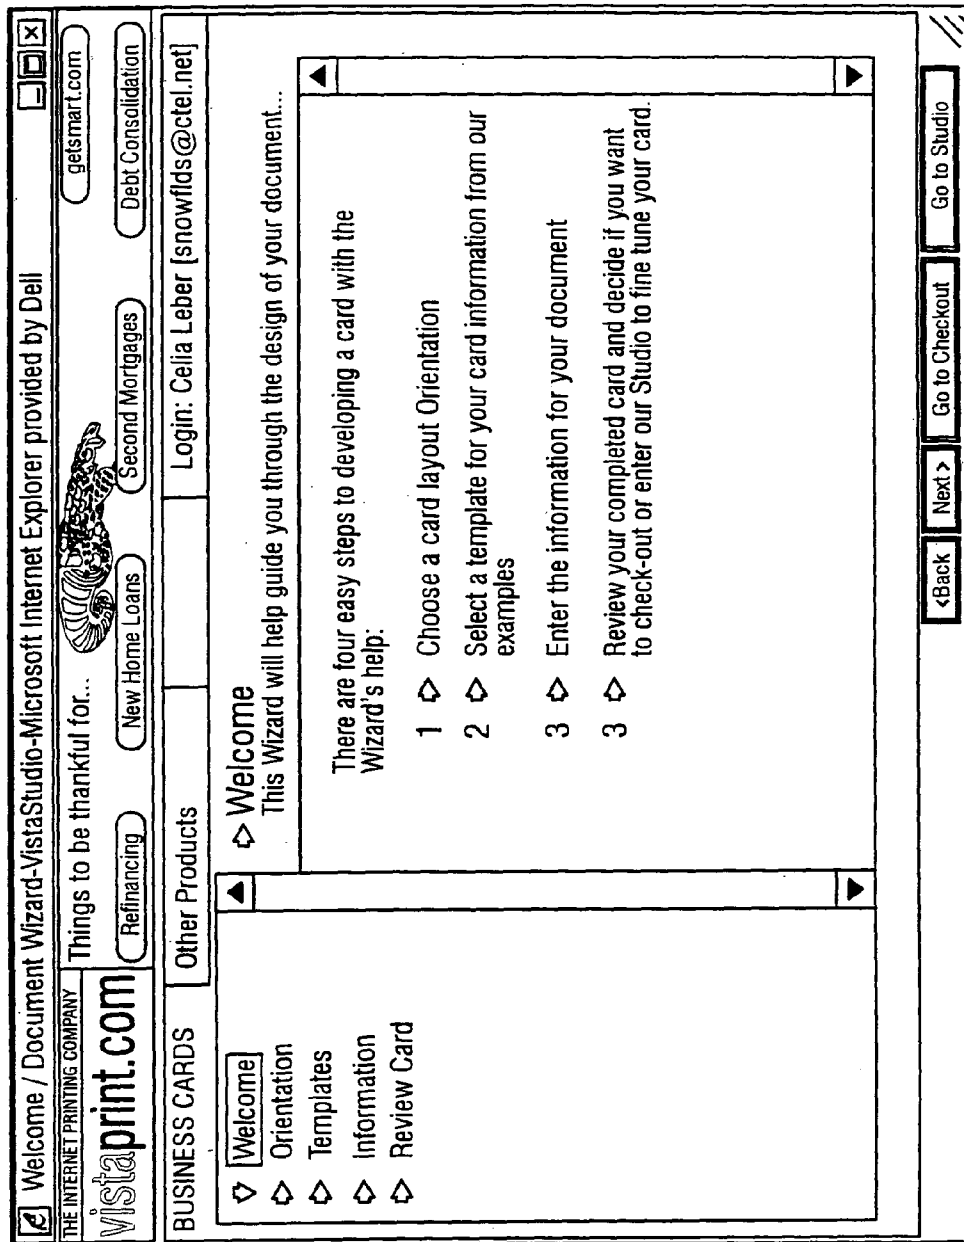 Welcome / Document Wizard-VistaStudio-Microsoft Internet Explorer provided by Dell
THE INTERNET PRINTING COMPANY
vistaprint.com
Things to be thankful for...
getsmart.com
Refinancing
New Home Loans
Second Mortgages
Debt Consolidation
BUSINESS CARDS
Other Products
Login: Celia Leber [snowflds@ctel.net]
Welcome
Orientation
Templates
Information
Review Card
Welcome
This Wizard will help guide you through the design of your document...
There are four easy steps to developing a card with the
Wizard's help:
1 Choose a card layout Orientation
2 Select a template for your card information from our
examples
3 Enter the information for your document
3 Review your completed card and decide if you want
to check-out or enter our Studio to fine tune your card.
<Back
Next >
Go to Checkout
Go to Studio